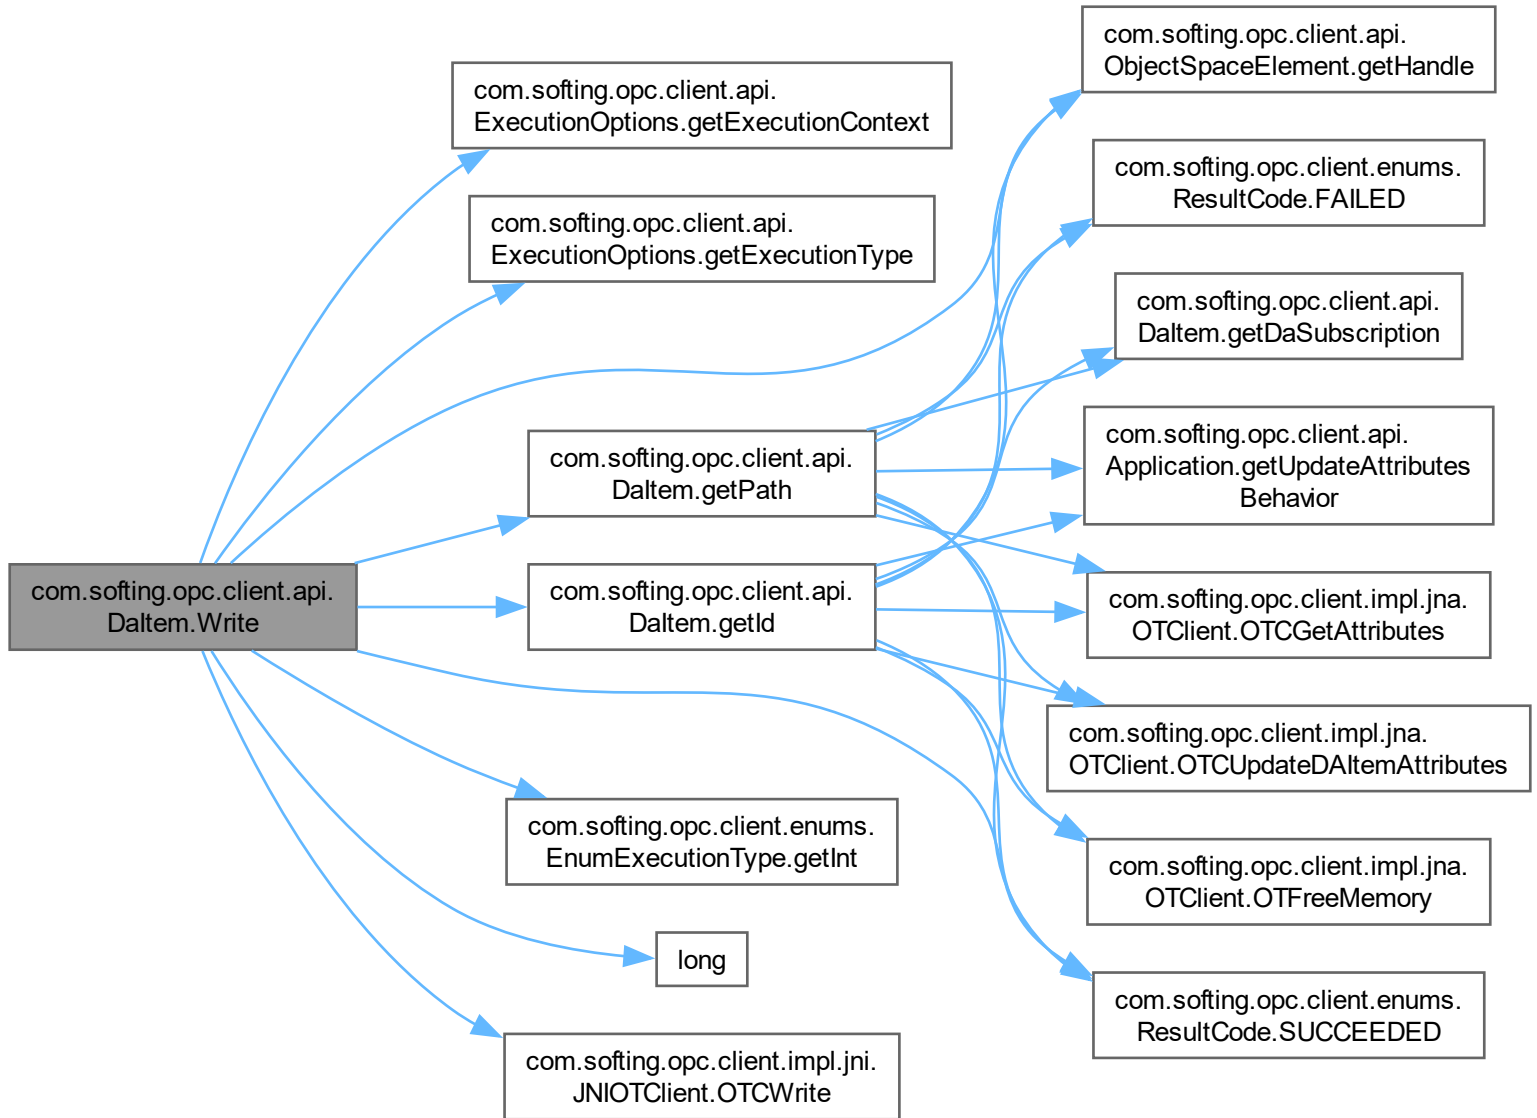 com.softing.opc.client.api.
ObjectSpaceElement.getHandle
com.softing.opc.client.api.
ExecutionOptions.getExecutionContext
com.softing.opc.client.enums.
ResultCode.FAILED
com.softing.opc.client.api.
ExecutionOptions.getExecutionType
com.softing.opc.client.api.
DaItem.getDaSubscription
com.softing.opc.client.api.
DaItem.getPath
com.softing.opc.client.api.
Application.getUpdateAttributes
Behavior
com.softing.opc.client.api.
DaItem.Write
com.softing.opc.client.api.
DaItem.getId
com.softing.opc.client.impl.jna.
OTClient.OTCGetAttributes
com.softing.opc.client.impl.jna.
OTClient.OTCUpdateDAItemAttributes
com.softing.opc.client.enums.
EnumExecutionType.getInt
com.softing.opc.client.impl.jna.
OTClient.OTFreeMemory
long
com.softing.opc.client.enums.
ResultCode.SUCCEEDED
com.softing.opc.client.impl.jni.
JNIOTClient.OTCWrite